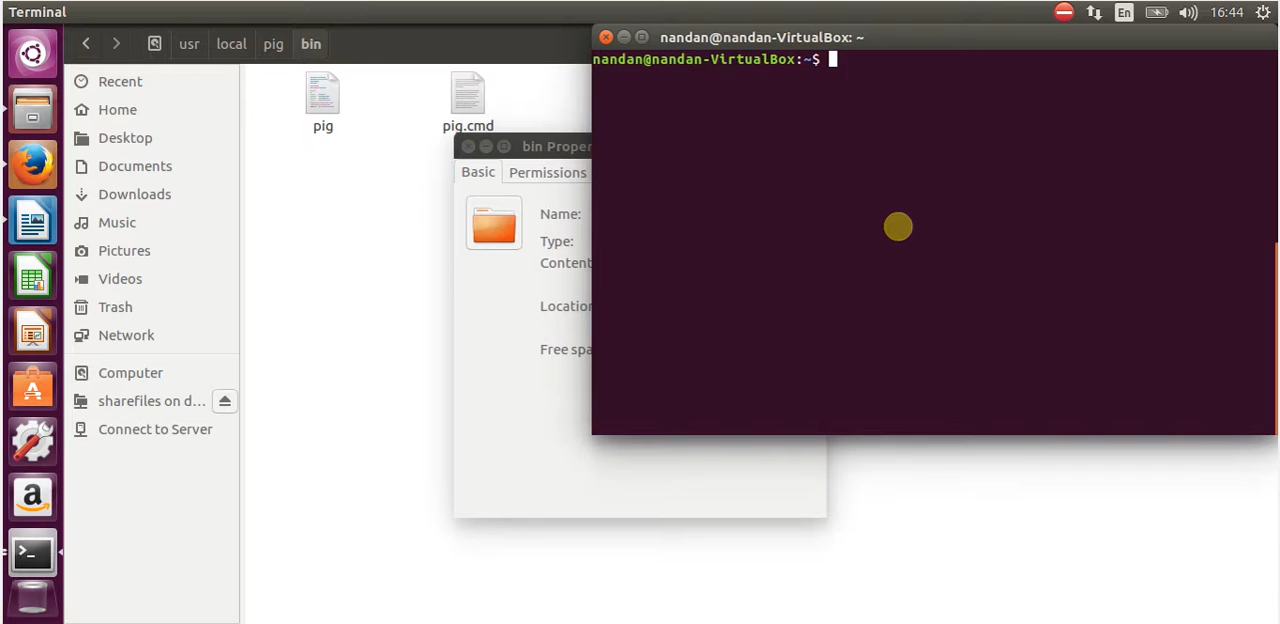 Terminal
En
16:44
usr local pig bin
nandan@nandan-VirtualBox: ~
nandan@nandan-VirtualBox:~$
Recent
Home
Desktop
Documents
Downloads
Music
Pictures
Videos
Trash
Network
Computer
sharefiles on d…
Connect to Server
pig
pig.cmd
bin Proper
Basic
Permissions
Name:
Type:
Content
Location
Free spa